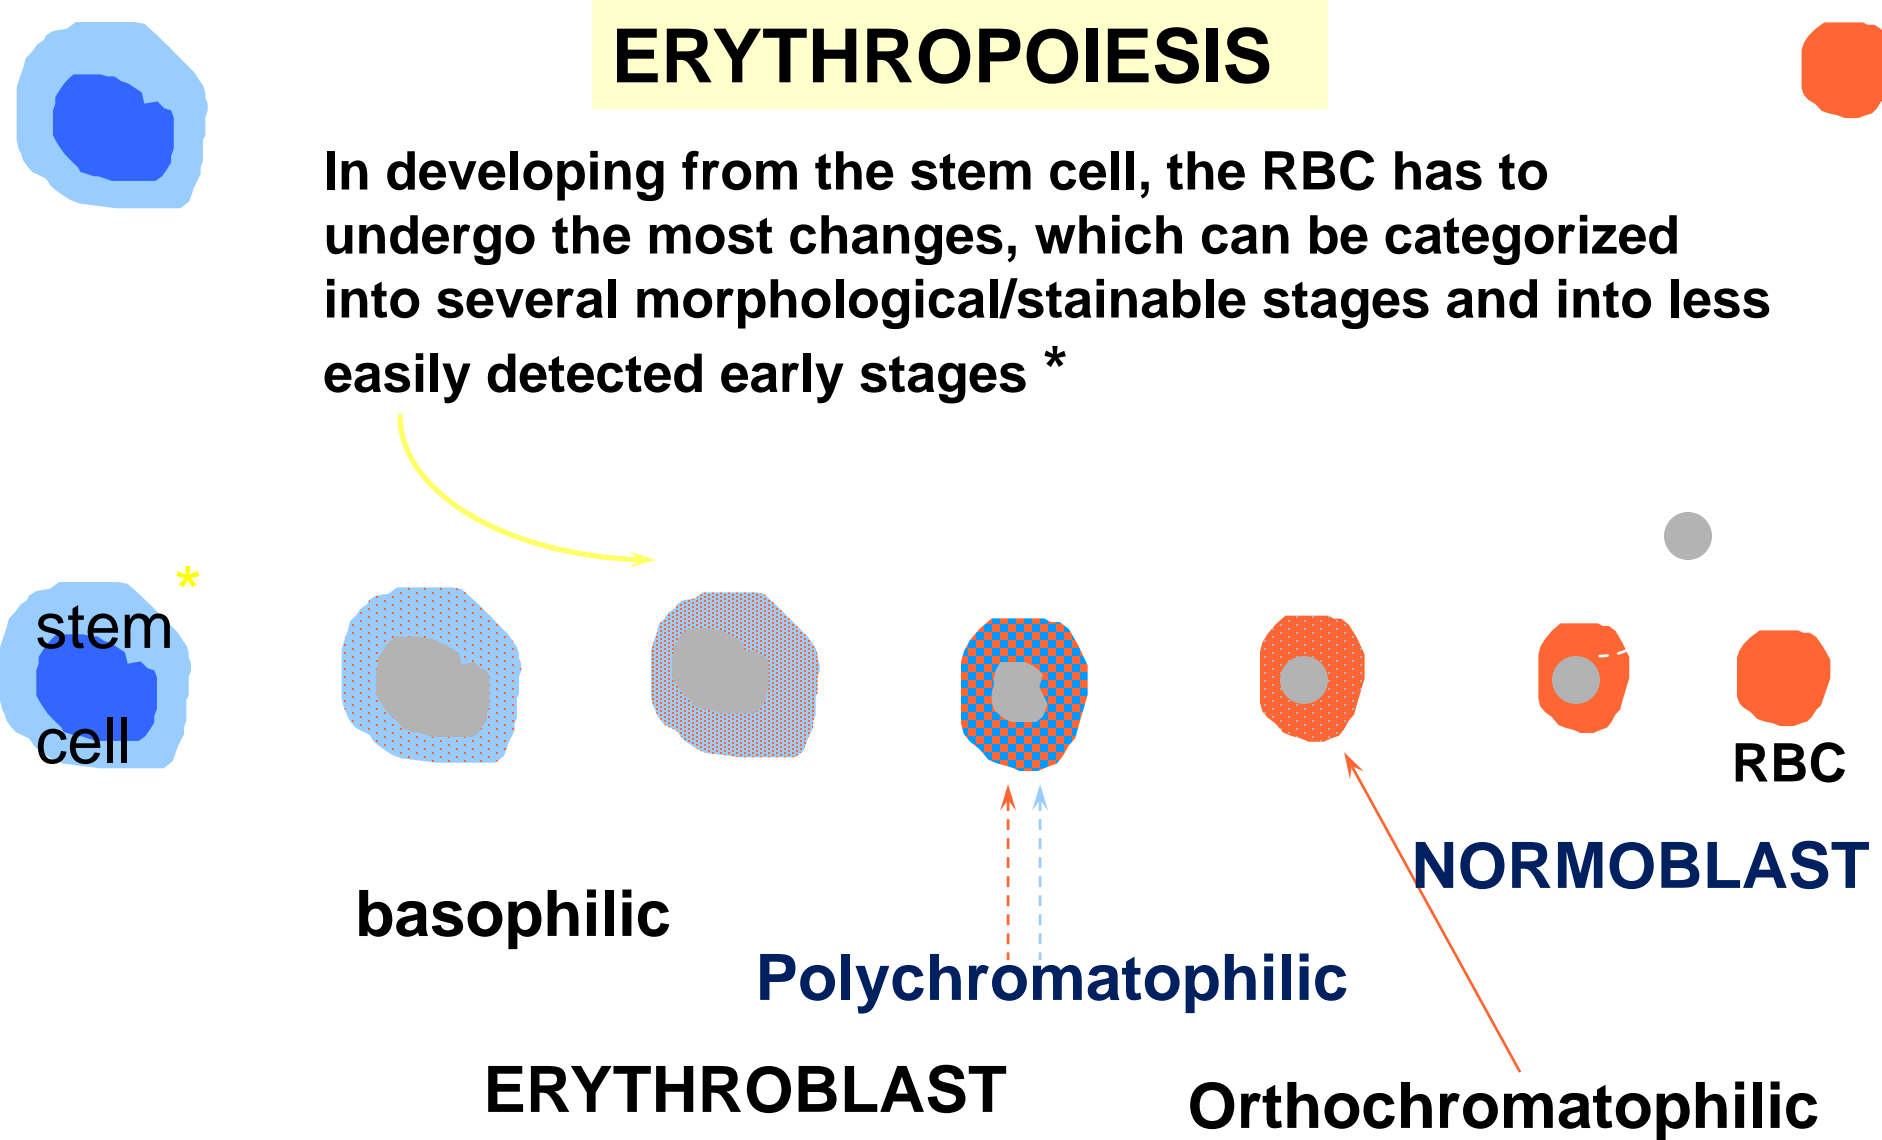 ERYTHROPOIESIS
In developing from the stem cell, the RBC has to
undergo the most changes, which can be categorized
into several morphological/stainable stages and into less
easily detected early stages *
*
stem
cell
RBC
NORMOBLAST
basophilic
Polychromatophilic
ERYTHROBLAST
Orthochromatophilic